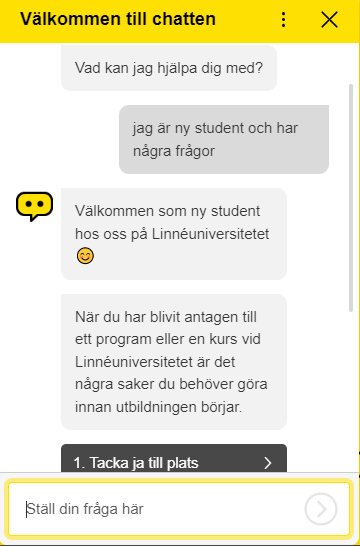 Välkommen till chatten
Vad kan jag hjälpa dig med?
jag är ny student och har
några frågor
Välkommen som ny student
hos oss på Linnéuniversitetet
😊
När du har blivit antagen till
ett program eller en kurs vid
Linnéuniversitetet är det
några saker du behöver göra
innan utbildningen börjar.
1. Tacka ja till plats
Ställ din fråga här